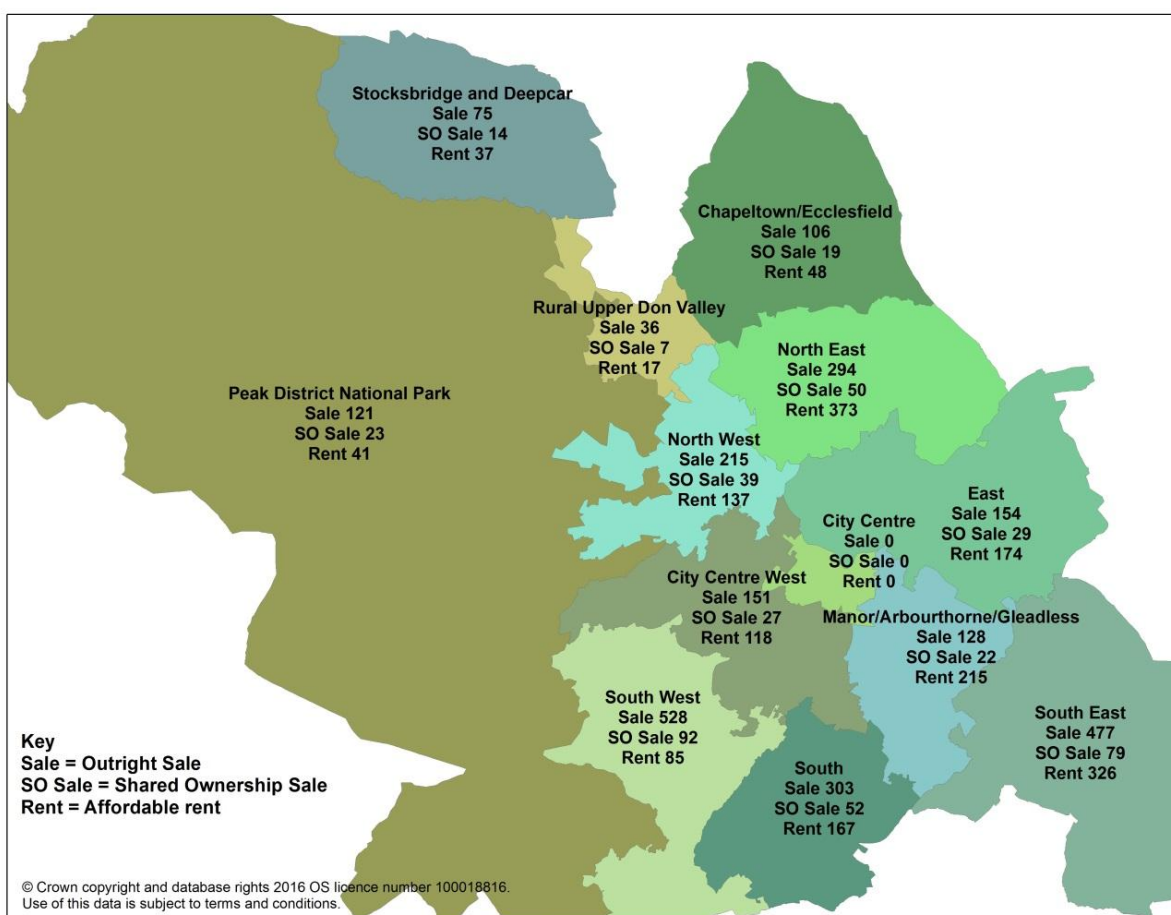 Stocksbridge and Deepcar
Sale 75
SO Sale 14
Rent 37
Chapeltown/Ecclesfield
Sale 106
SO Sale 19
Rent 48
Rural Upper Don Valley
Sale 36
SO Sale 7
Rent 17
North East
Sale 294
SO Sale 50
Rent 373
Peak District National Park
Sale 121
SO Sale 23
Rent 41
North West
Sale 215
SO Sale 39
Rent 137
East
Sale 154
SO Sale 29
Rent 174
City Centre
Sale 0
SO Sale 0
Rent 0
City Centre West
Sale 151
SO Sale 27
Rent 118
Manor/Arbourthorne/Gleadless
Sale 128
SO Sale 22
Rent 215
South West
Sale 528
SO Sale 92
Rent 85
South East
Sale 477
SO Sale 79
Rent 326
South
Sale 303
SO Sale 52
Rent 167
Key
Sale = Outright Sale
SO Sale = Shared Ownership Sale
Rent = Affordable rent
© Crown copyright and database rights 2016 OS licence number 100018816.
Use of this data is subject to terms and conditions.